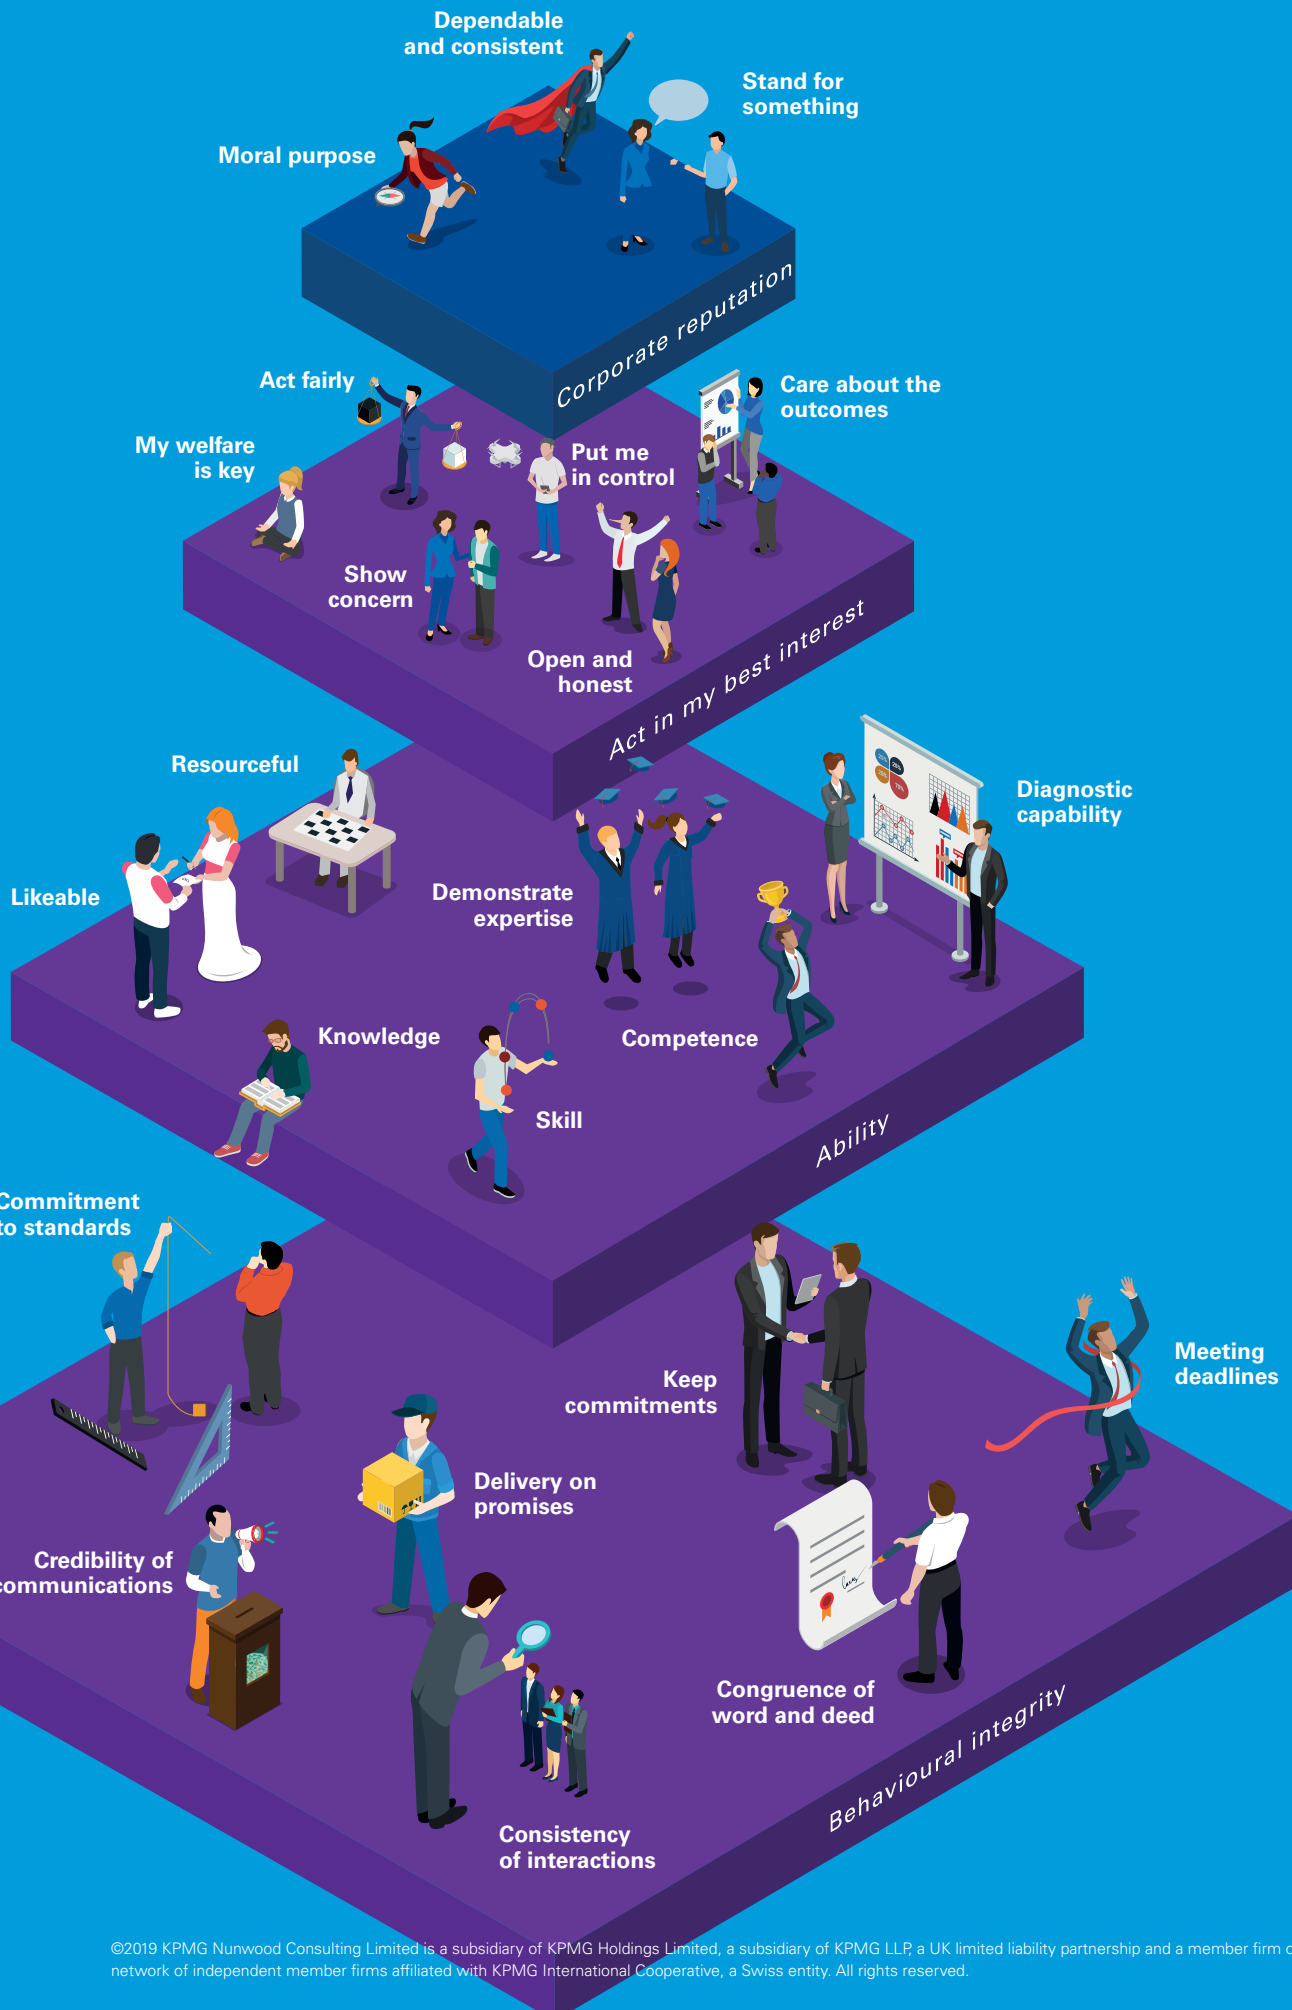 Dependable
and consistent
Stand for
something
Moral purpose
Corporate reputation
Act fairly
Care about the
outcomes
My welfare
is key
Put me
in control
Show
concern
Open and
honest
Act in my best interest
Resourceful
Diagnostic
capability
Likeable
Demonstrate
expertise
Knowledge
Competence
Skill
Ability
Commitment
to standards
Keep
commitments
Meeting
deadlines
Delivery on
promises
Credibility of
communications
Congruence of
word and deed
Behavioural integrity
Consistency
of interactions
©2019 KPMG Nunwood Consulting Limited is a subsidiary of KPMG Holdings Limited, a subsidiary of KPMG LLP, a UK limited liability partnership and a member firm
network of independent member firms affiliated with KPMG International Cooperative, a Swiss entity. All rights reserved.